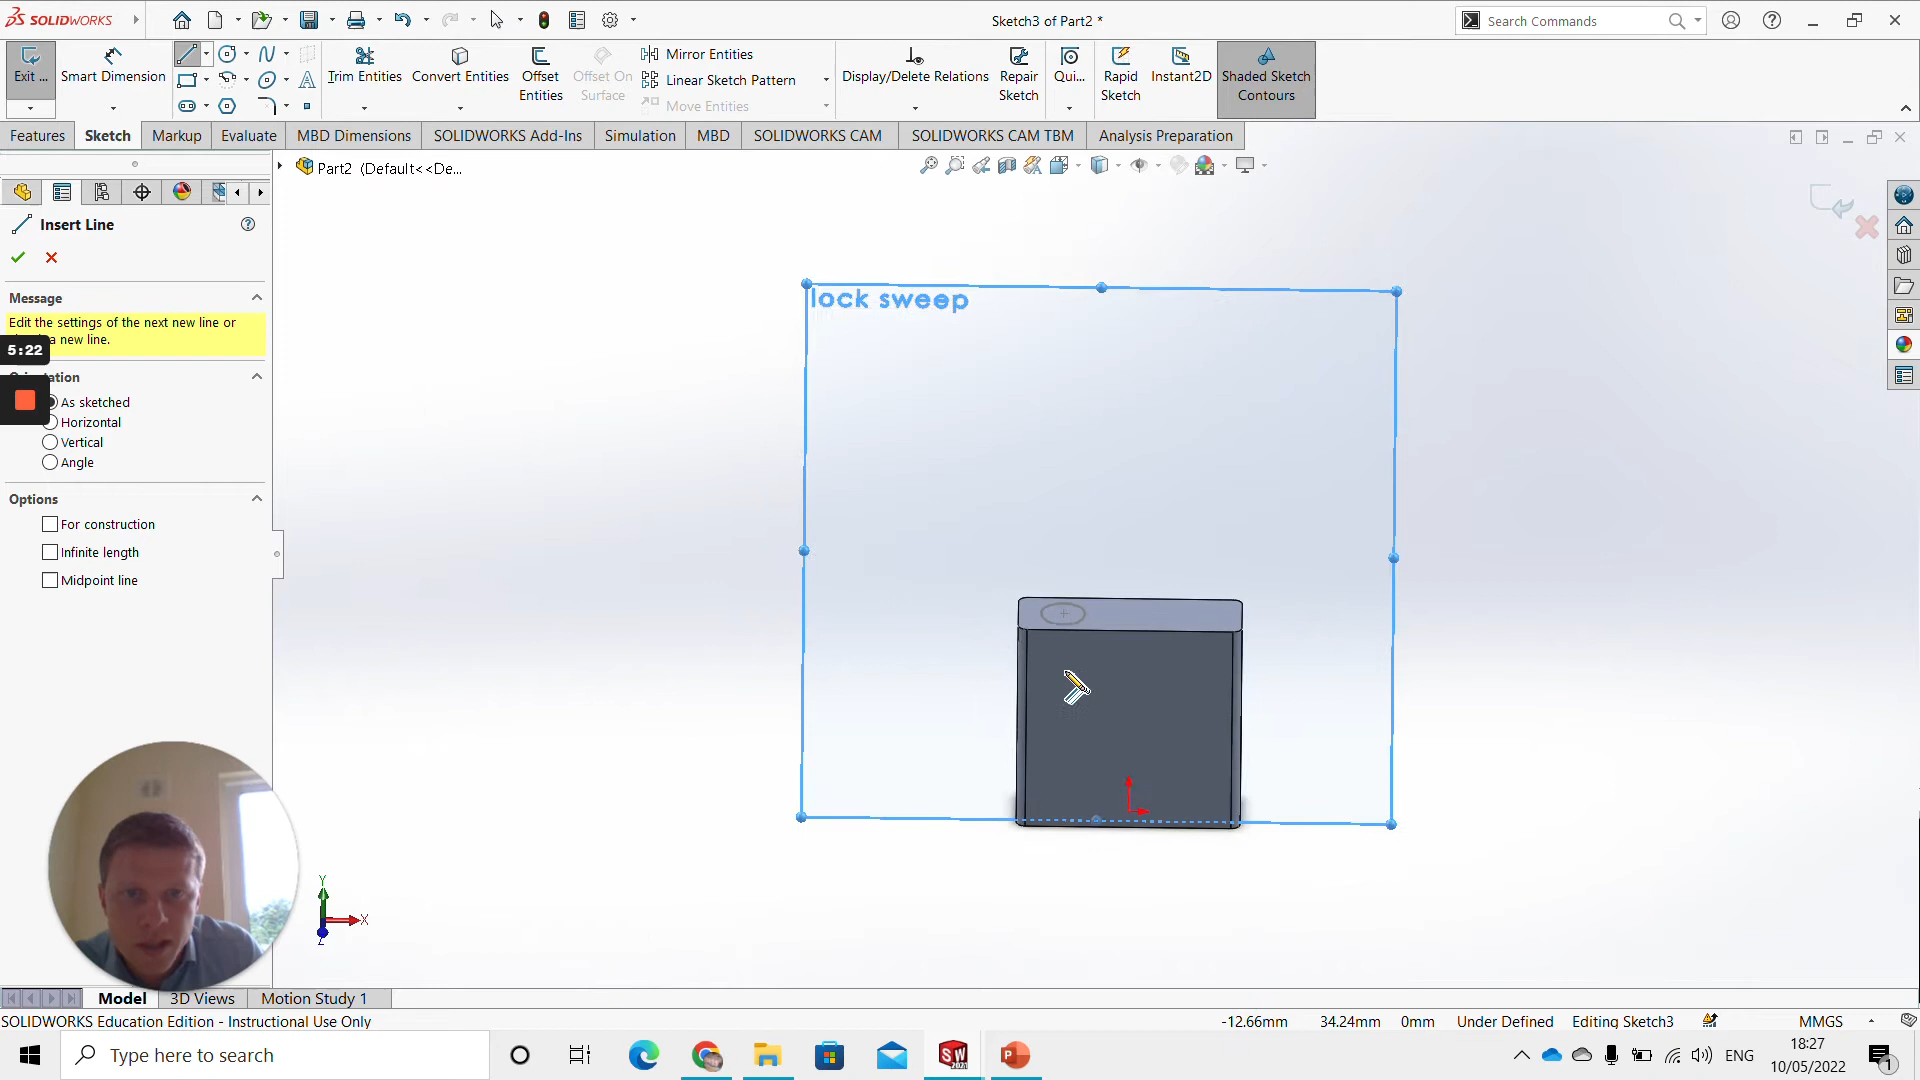 SOLIDWORKS
Sketch3 of Part2 *
Search Commands
Exit ...
Smart Dimension
Trim Entities
Convert Entities
Offset Entities
Offset On Surface
Mirror Entities
Linear Sketch Pattern
Move Entities
Display/Delete Relations
Repair Sketch
Qui...
Rapid Sketch
Instant2D
Shaded Sketch Contours
Features
Sketch
Markup
Evaluate
MBD Dimensions
SOLIDWORKS Add-Ins
Simulation
MBD
SOLIDWORKS CAM
SOLIDWORKS CAM TBM
Analysis Preparation
Part2 (Default<<De...
Insert Line
Message
Edit the settings of the next new line or
a new line.
5:22
As sketched
Horizontal
Vertical
Angle
Options
For construction
Infinite length
Midpoint line
lock sweep
Y
X
Z
Model
3D Views
Motion Study 1
SOLIDWORKS Education Edition - Instructional Use Only
-12.66mm
34.24mm
0mm
Under Defined
Editing Sketch3
MMGS
Type here to search
ENG
18:27
10/05/2022
1